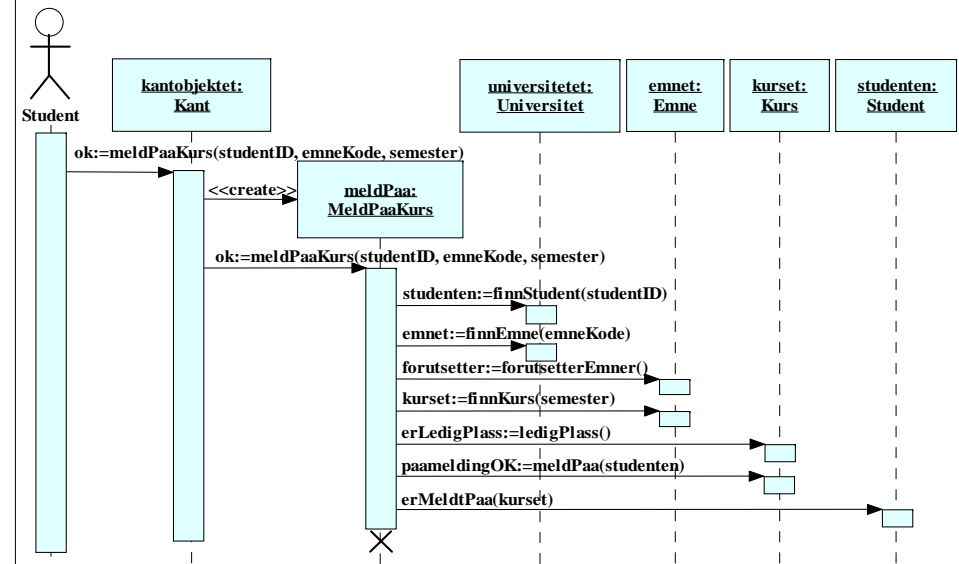 Student
kantobjektet:
Kant
universitetet:
Universitet
emnet:
Emne
kurset:
Kurs
studenten:
Student
ok:=meldPaaKurs(studentID, emneKode, semester)
<<create>>
meldPaa:
MeldPaaKurs
ok:=meldPaaKurs(studentID, emneKode, semester)
studenten:=finnStudent(studentID)
emnet:=finnEmne(emneKode)
forutsetter:=forutsetterEmner()
kurset:=finnKurs(semester)
erLedigPlass:=ledigPlass()
paameldingOK:=meldPaa(studenten)
erMeldtPaa(kurset)